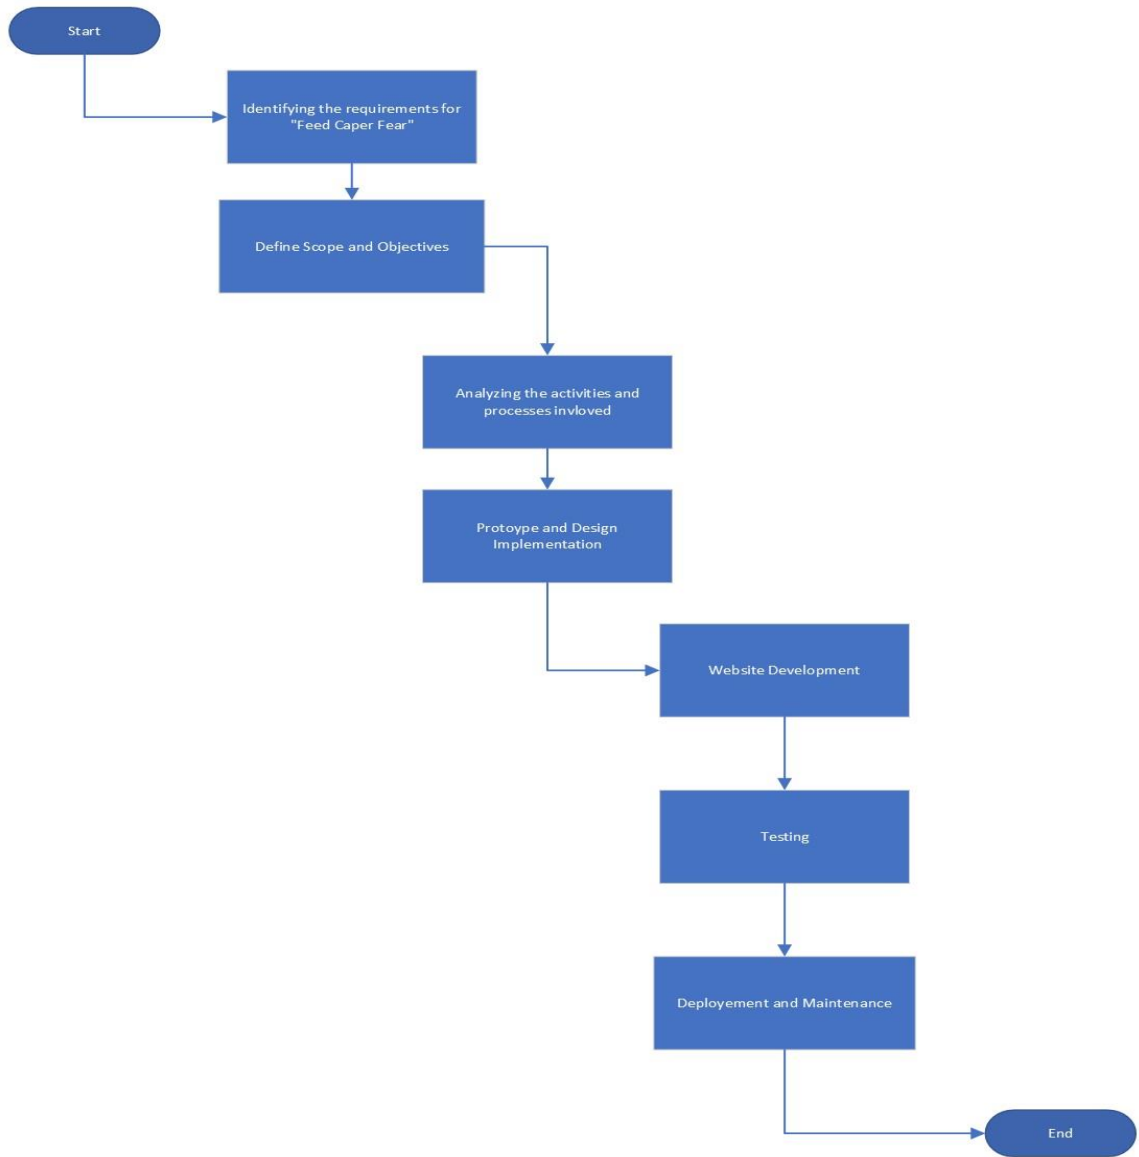 Start
Identifying the requirements for
"Feed Caper Fear"
Define Scope and Objectives
Analyzing the activities and
processes invloved
Protoype and Design
Implementation
Website Development
Testing
Deployement and Maintenance
End